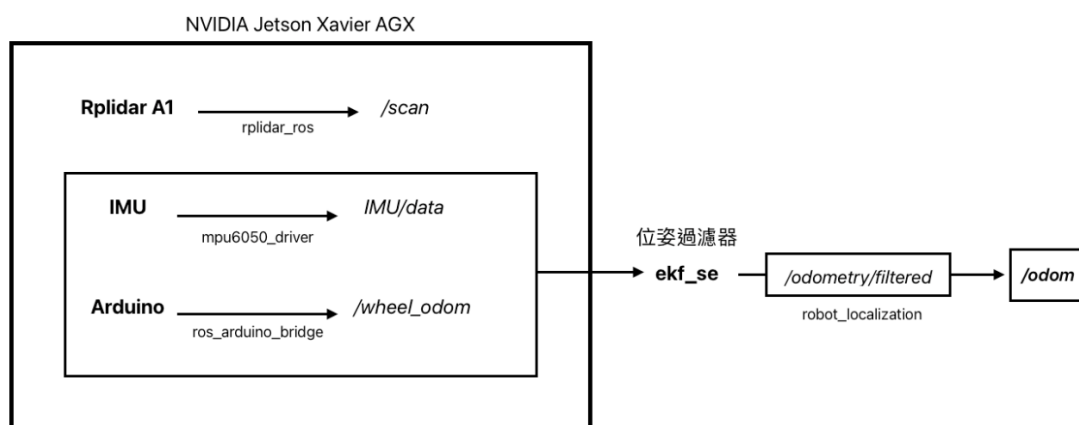 NVIDIA Jetson Xavier AGX
Rplidar A1
rplidar_ros
/scan
IMU
mpu6050_driver
IMU/data
Arduino
ros_arduino_bridge
/wheel_odom
位姿過濾器
ekf_se
/odometry/filtered
robot_localization
/odom